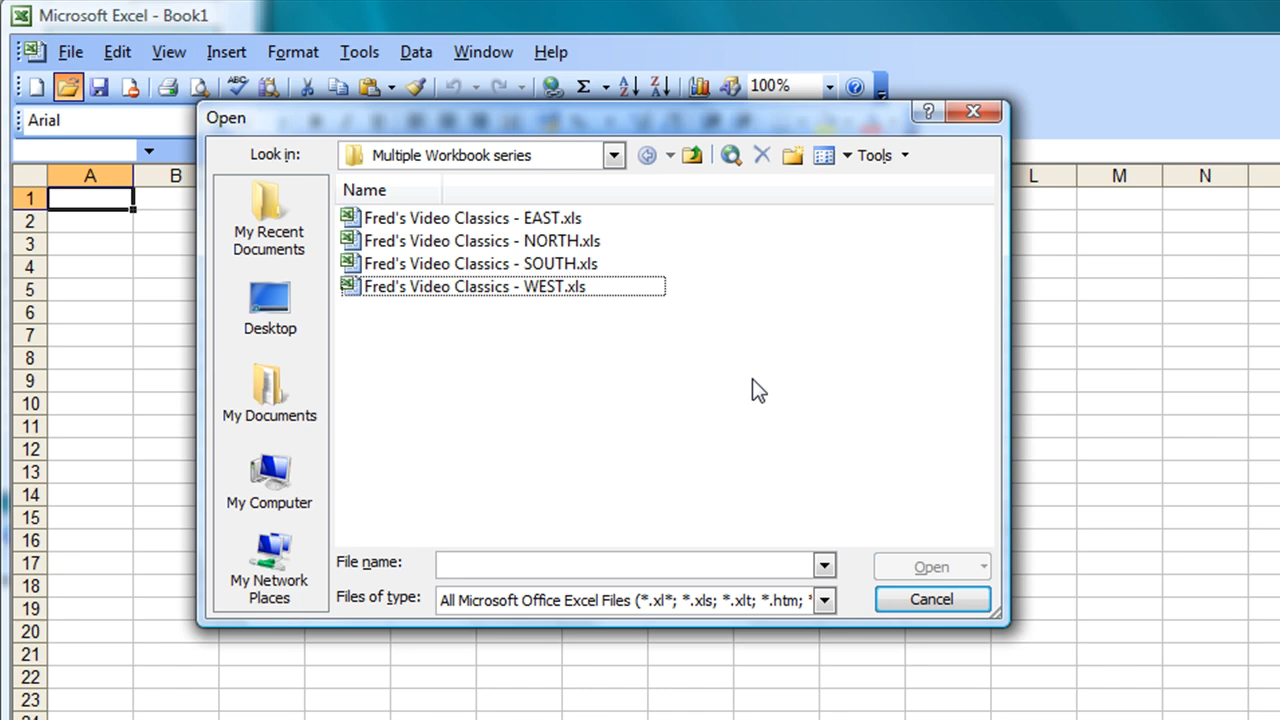 Microsoft Excel - Book1
File Edit View Insert Format Tools Data Window Help
ABC Σ A Z Z A 100% ?
Arial
Open ?
Look in: Multiple Workbook series Tools
A B L M N
Name
1
2
3
4
5
6
7
8
9
10
11
12
13
14
15
16
17
18
19
20
21
22
23
My Recent
Documents
Desktop
My Documents
My Computer
My Network
Places
Fred's Video Classics - EAST.xls
Fred's Video Classics - NORTH.xls
Fred's Video Classics - SOUTH.xls
Fred's Video Classics - WEST.xls
File name: Open
Files of type: All Microsoft Office Excel Files (*.xl*; *.xls; *.xlt; *.htm; * Cancel